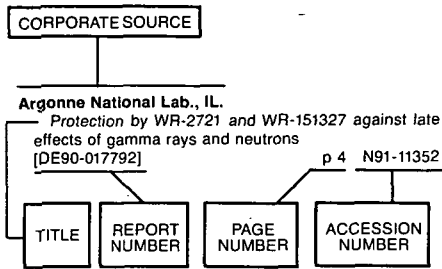 CORPORATE SOURCE
Argonne National Lab., IL.
Protection by WR-2721 and WR-151327 against late
effects of gamma rays and neutrons
[DE90-017792] p 4 N91-11352
TITLE REPORT NUMBER PAGE NUMBER ACCESSION NUMBER